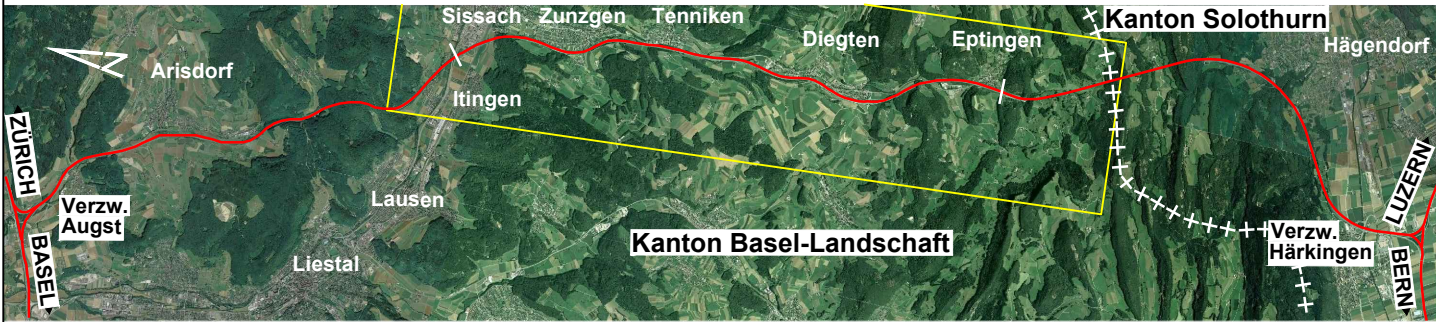 Sissach Zunzgen Tenniken
Kanton Solothurn
Diegten
Eptingen
Hägendorf
Arisdorf
Itingen
ZÜRICH
LUZERN
Lausen
Verzw.
Augst
BASEL
Kanton Basel-Landschaft
Verzw.
Härkingen
Liestal
BERN